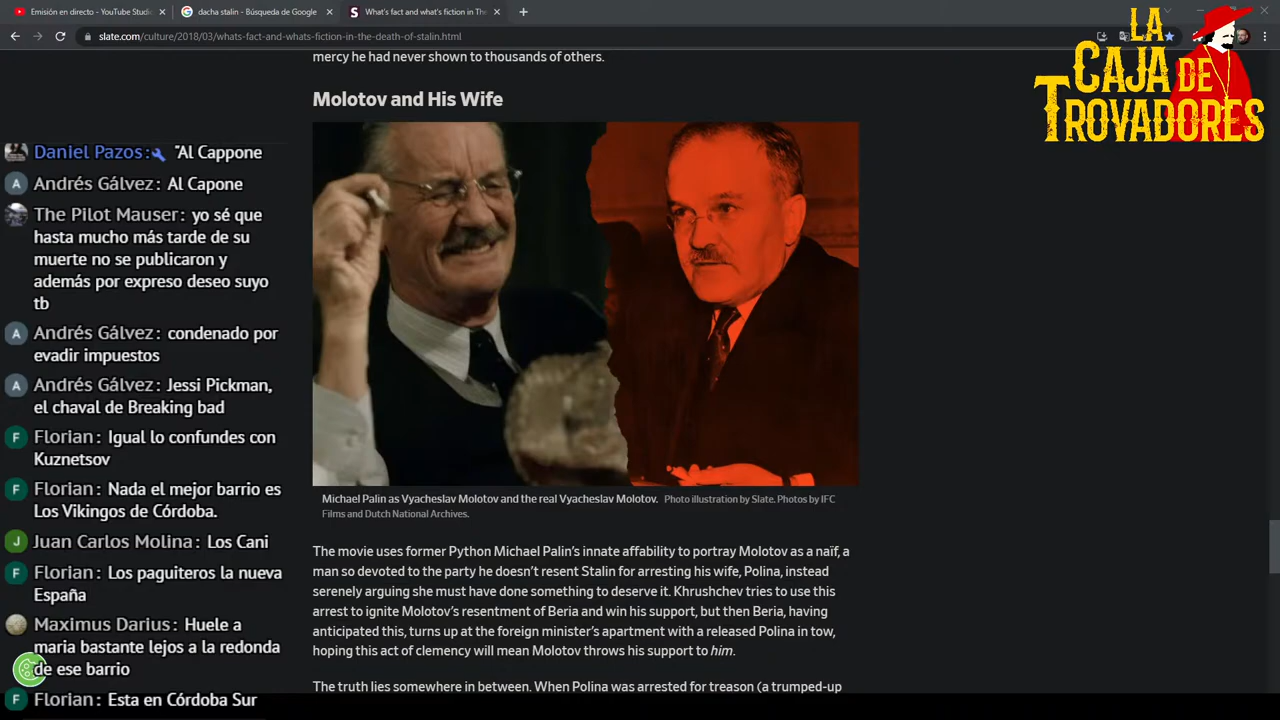 Emisión en directo - YouTube Studi
dacha stalin - Búsqueda de Google
What's fact and what's fiction in The
slate.com/culture/2018/03/whats-fact-and-whats-fiction-in-the-death-of-stalin.html
LA
CAJA DE
TROVADORES
mercy he had never shown to thousands of others.
Molotov and His Wife
Daniel Pazos: "Al Cappone
Andrés Gálvez: Al Capone
The Pilot Mauser: yo sé que
hasta mucho más tarde de su
muerte no se publicaron y
además por expreso deseo suyo
tb
Andrés Gálvez: condenado por
evadir impuestos
Andrés Gálvez: Jessi Pickman,
el chaval de Breaking bad
Florian: Igual lo confundes con
Kuznetsov
Florian: Nada el mejor barrio es
Los Vikingos de Córdoba.
Juan Carlos Molina: Los Cani
Florian: Los paguiteros la nueva
España
Maximus Darius: Huele a
maria bastante lejos a la redonda
de ese barrio
Florian: Esta en Córdoba Sur
Michael Palin as Vyacheslav Molotov and the real Vyacheslav Molotov. Photo illustration by Slate. Photos by IFC
Films and Dutch National Archives.
The movie uses former Python Michael Palin's innate affability to portray Molotov as a naïf, a
man so devoted to the party he doesn't resent Stalin for arresting his wife, Polina, instead
serenely arguing she must have done something to deserve it. Khrushchev tries to use this
arrest to ignite Molotov's resentment of Beria and win his support, but then Beria, having
anticipated this, turns up at the foreign minister's apartment with a released Polina in tow,
hoping this act of clemency will mean Molotov throws his support to him.
The truth lies somewhere in between. When Polina was arrested for treason (a trumped-up